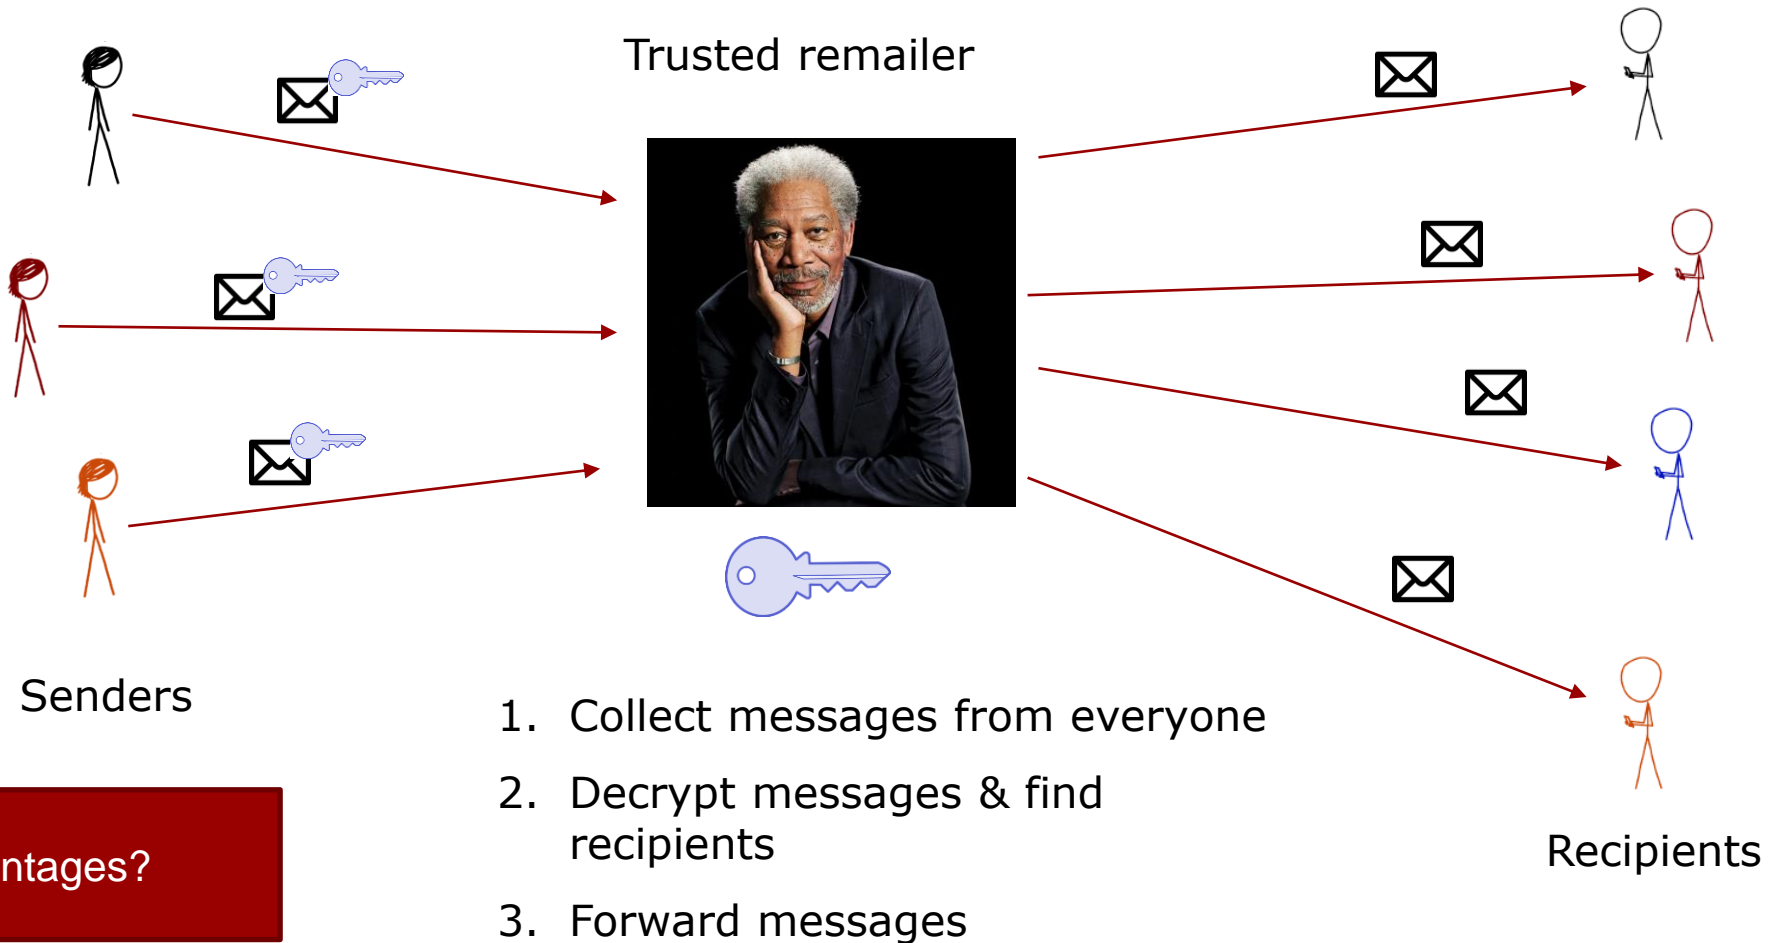 Trusted remailer
Senders
1. Collect messages from everyone
2. Decrypt messages & find
recipients
3. Forward messages
ntages?
Recipients